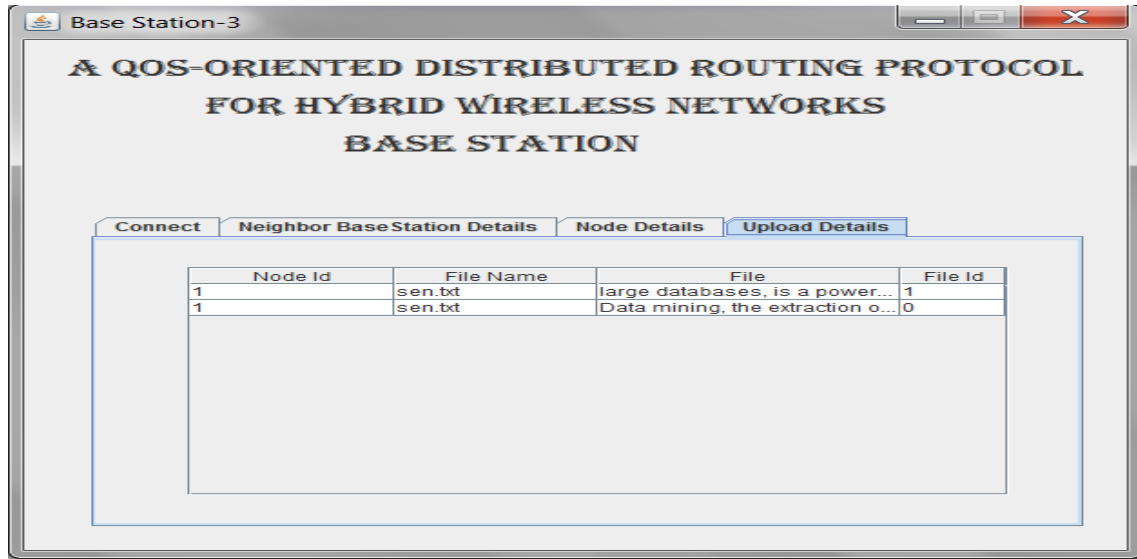 Base Station-3
A QOS-ORIENTED DISTRIBUTED ROUTING PROTOCOL
FOR HYBRID WIRELESS NETWORKS
BASE STATION
Connect Neighbor BaseStation Details Node Details Upload Details
Node Id File Name File File Id
1 sen.txt large databases, is a power... 1
1 sen.txt Data mining, the extraction o... 0